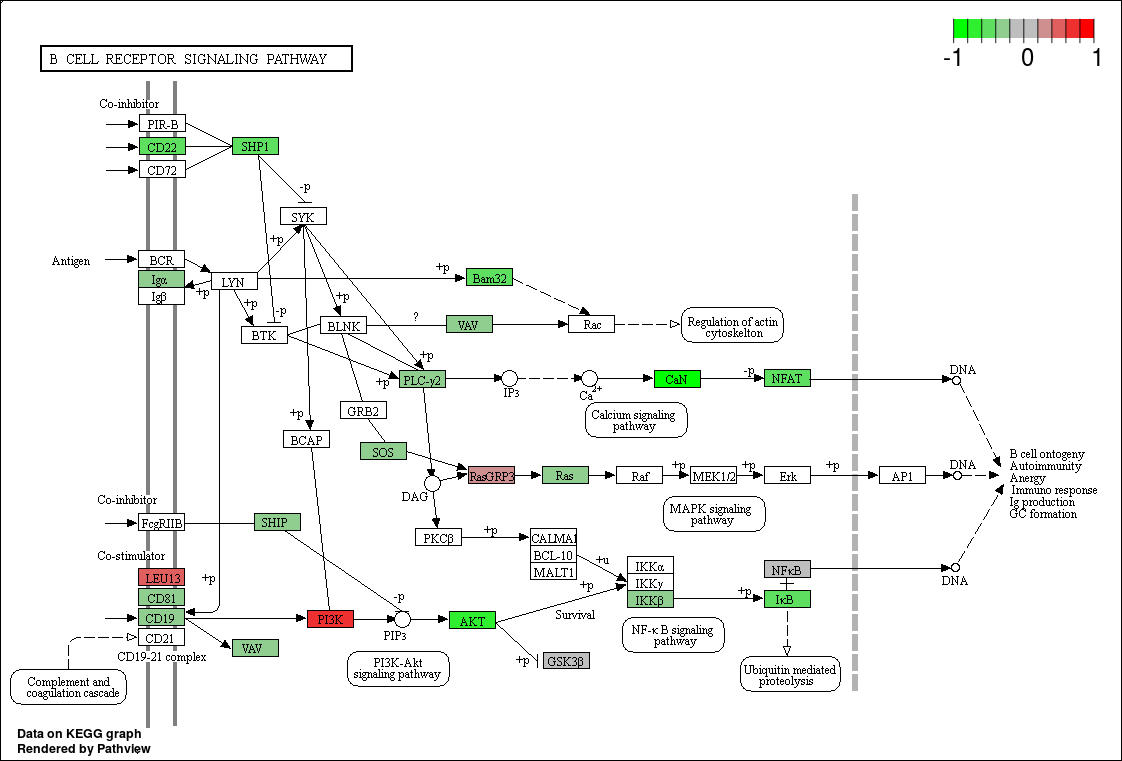 -1 0 1
B CELL RECEPTOR SIGNALING PATHWAY
Co-inhibitor
PIR-B
CD22
SHP1
CD72
-p
SYK
+p
Antigen
BCR
Igα
Igβ
+p
LYN
+p
Bam32
+p
-p
+p
BTK
BLNK
?
VAV
Rac
Regulation of actin
cytoskelton
+p
+p
PLC-γ2
IP3
Ca2+
CaN
-p
NFAT
DNA
Calcium signaling
pathway
GRB2
+p
BCAP
SOS
RasGRP3
Ras
Raf
+p
MEK1/2
+p
Erk
+p
AP1
DNA
DAG
MAPK signaling
pathway
B cell ontogeny
Autoimmunity
Anergy
Immuno response
Ig production
GC formation
Co-inhibitor
FcgRIIB
SHIP
PKCβ
+p
CALMA1
BCL-10
MALT1
+u
+p
IKKα
IKKγ
IKKβ
+p
NFκB
IκB
DNA
Co-stimulator
LEU13
+p
CD81
CD19
CD21
CD19-21 complex
VAV
PI3K
-p
PIP3
AKT
Survival
+p
GSK3β
NF-κ B signaling
pathway
PI3K-Akt
signaling pathway
Ubiquitin mediated
proteolysis
Complement and
coagulation cascade
Data on KEGG graph
Rendered by Pathview